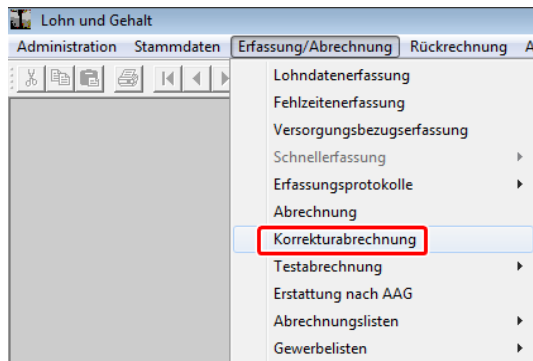 Lohn und Gehalt
Administration Stammdaten Erfassung/Abrechnung Rückrechnung A
Lohndatenerfassung
Fehlzeitenerfassung
Versorgungsbezugserfassung
Schnellerfassung
Erfassungsprotokolle
Abrechnung
Korrekturabrechnung
Testabrechnung
Erstattung nach AAG
Abrechnungslisten
Gewerbelisten